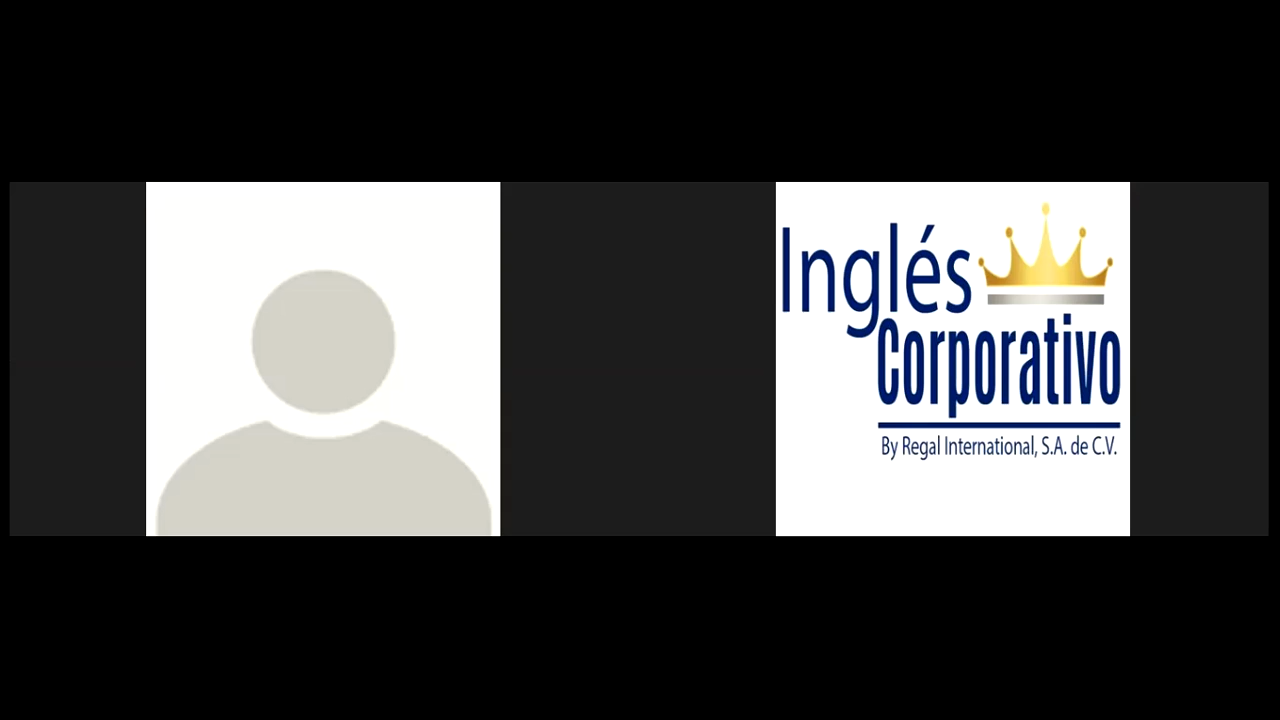 Inglés
Corporativo
By Regal International, S.A. de C.V.